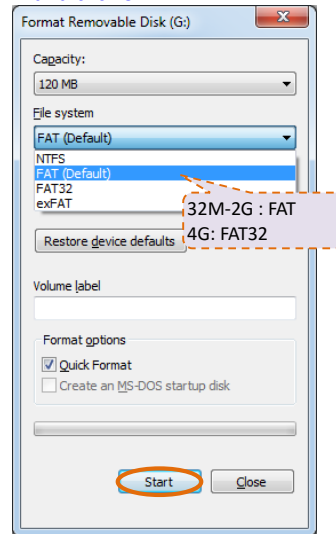 Format Removable Disk (G:)
Capacity:
120 MB
File system
FAT (Default)
NTFS
FAT (Default)
FAT32
exFAT
32M-2G : FAT
4G: FAT32
Restore device defaults
Volume label
Format options
Quick Format
Create an MS-DOS startup disk
Start
Close